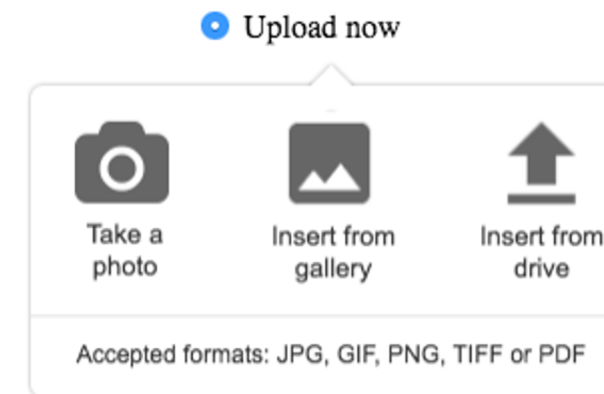 Upload now
Take a
photo
Insert from
gallery
Insert from
drive
Accepted formats: JPG, GIF, PNG, TIFF or PDF